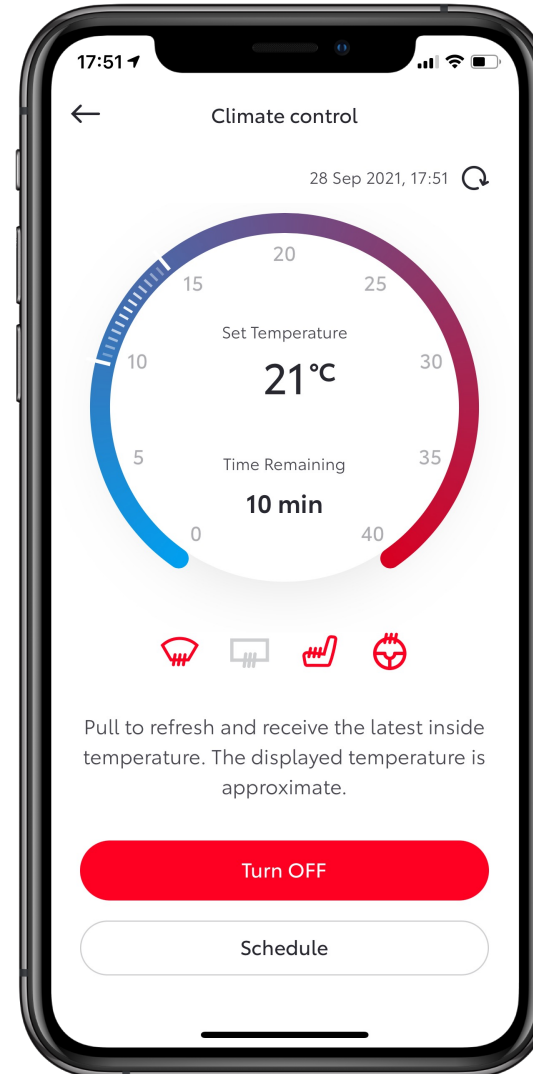 17:51
Climate control
28 Sep 2021, 17:51
20
15
25
Set Temperature
10
30
21°C
5
35
Time Remaining
10 min
0
40
Pull to refresh and receive the latest inside
temperature. The displayed temperature is
approximate.
Turn OFF
Schedule